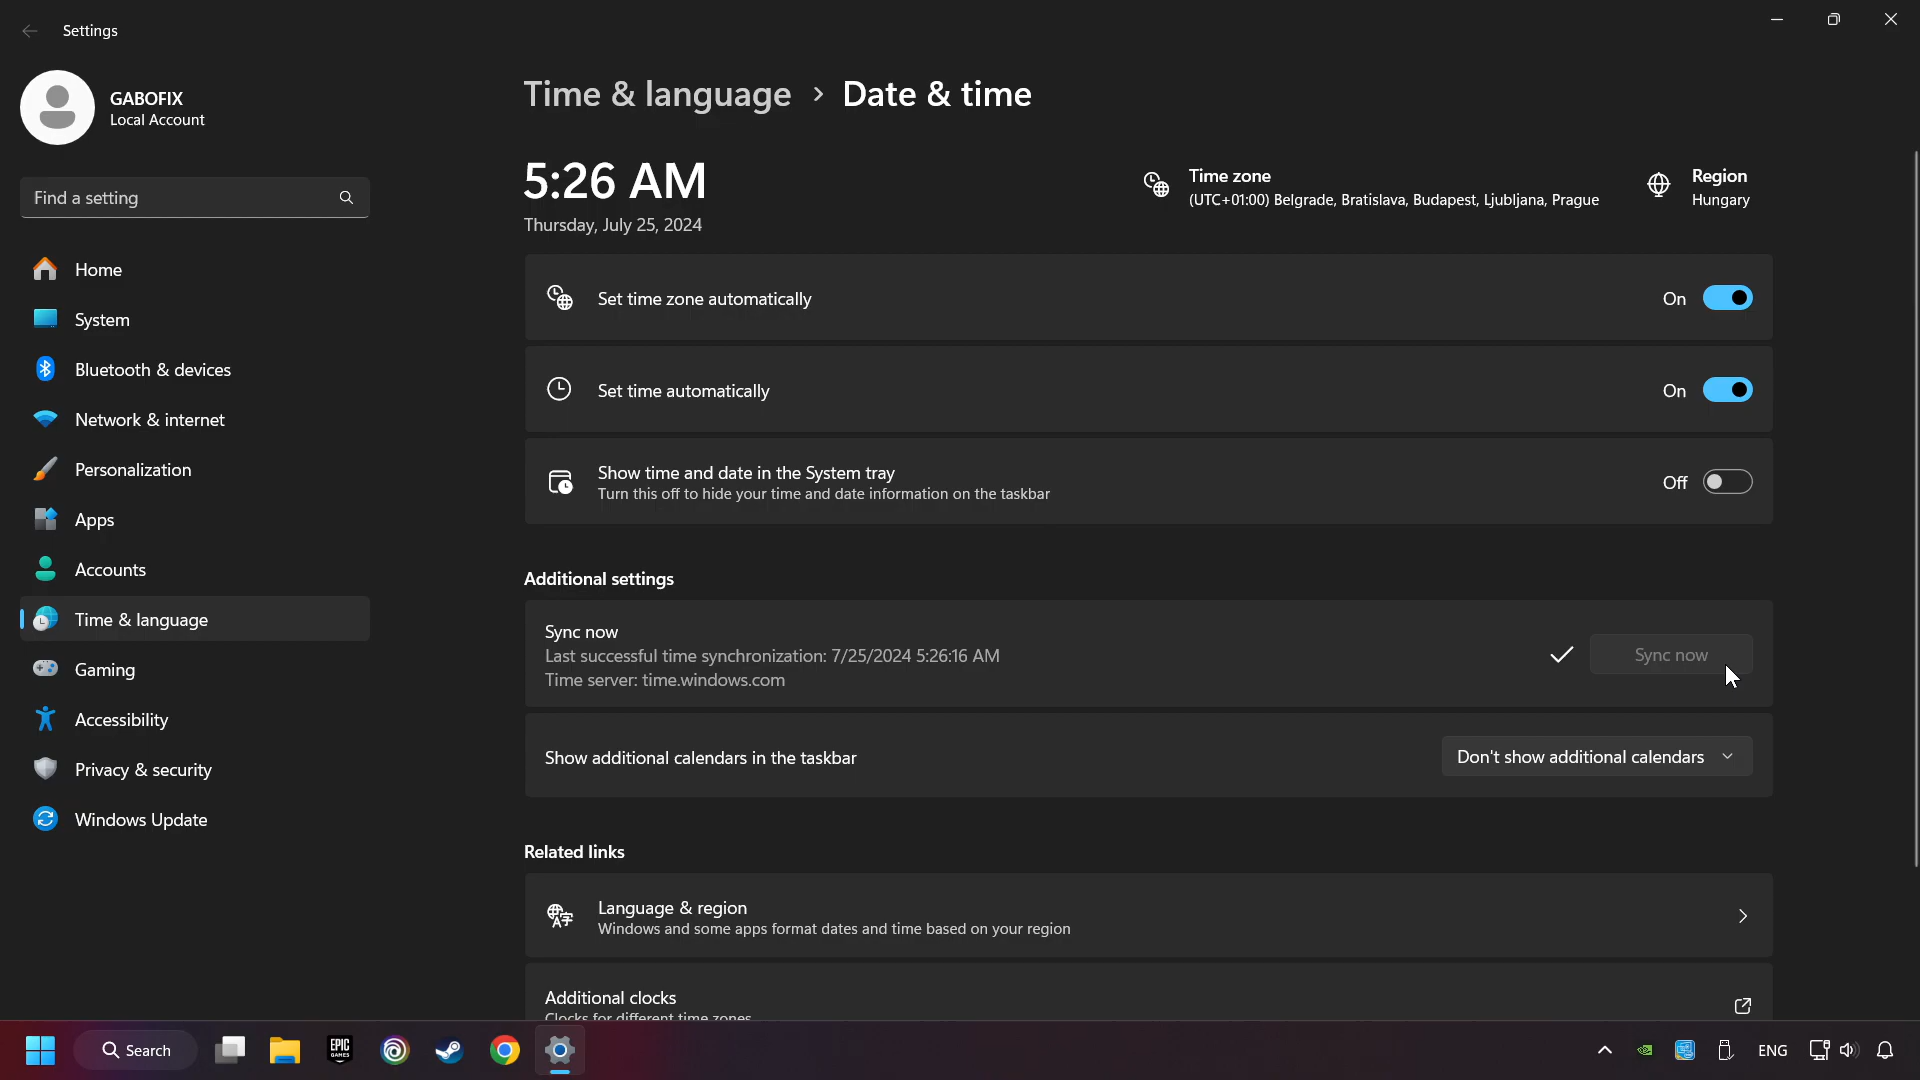 Settings
GABOFIX
Local Account
Find a setting
Home
System
Bluetooth & devices
Network & internet
Personalization
Apps
Accounts
Time & language
Gaming
Accessibility
Privacy & security
Windows Update
Time & language > Date & time
5:26 AM
Thursday, July 25, 2024
Time zone
(UTC+01:00) Belgrade, Bratislava, Budapest, Ljubljana, Prague
Region
Hungary
Set time zone automatically
On
Set time automatically
On
Show time and date in the System tray
Turn this off to hide your time and date information on the taskbar
Off
Additional settings
Sync now
Last successful time synchronization: 7/25/2024 5:26:16 AM
Time server: time.windows.com
Sync now
Show additional calendars in the taskbar
Don't show additional calendars
Related links
Language & region
Windows and some apps format dates and time based on your region
Additional clocks
Clocks for different time zones
Search
EPIC
GAMES
ENG